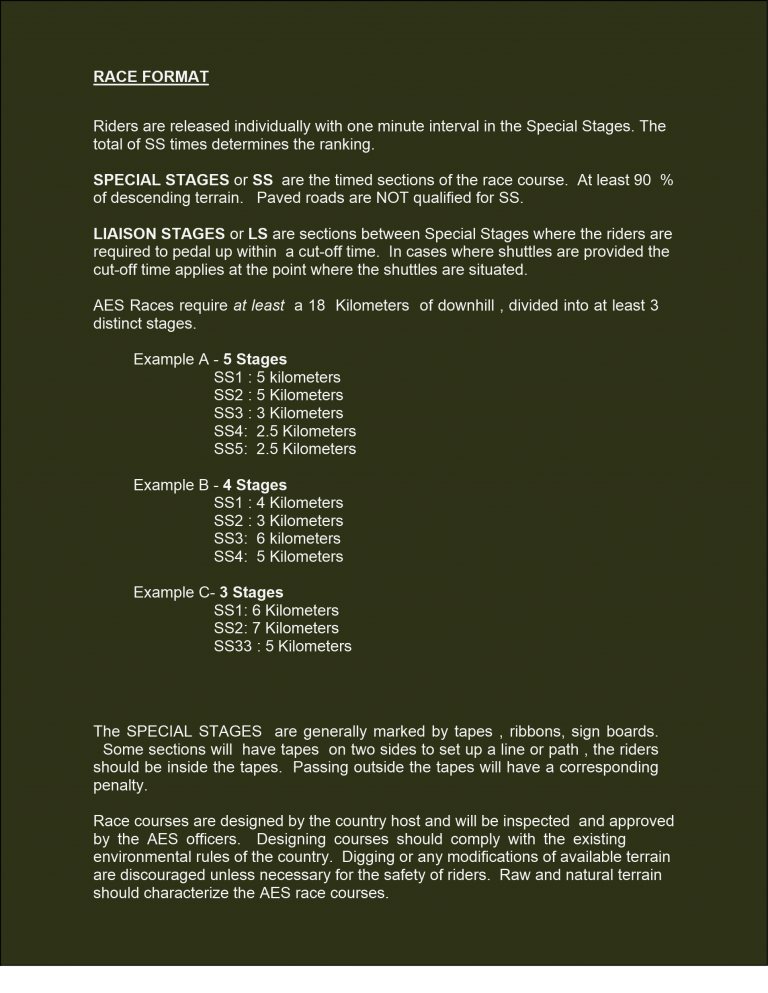 RACE FORMAT
Riders are released individually with one minute interval in the Special Stages. The
total of SS times determines the ranking.
SPECIAL STAGES or SS  are the timed sections of the race course.  At least 90  %
of descending terrain.   Paved roads are NOT qualified for SS.
LIAISON STAGES or LS are sections between Special Stages where the riders are
required to pedal up within  a cut-off time.  In cases where shuttles are provided the
cut-off time applies at the point where the shuttles are situated.
AES Races require at least  a 18  Kilometers  of downhill , divided into at least 3
distinct stages.
Example A - 5 Stages
SS1 : 5 kilometers
SS2 : 5 Kilometers
SS3 : 3 Kilometers
SS4:  2.5 Kilometers
SS5:  2.5 Kilometers
Example B - 4 Stages
SS1 : 4 Kilometers
SS2 : 3 Kilometers
SS3:  6 kilometers
SS4:  5 Kilometers
Example C- 3 Stages
SS1: 6 Kilometers
SS2: 7 Kilometers
SS33 : 5 Kilometers
The SPECIAL STAGES  are generally marked by tapes , ribbons, sign boards.
Some sections will  have tapes  on two sides to set up a line or path , the riders
should be inside the tapes.  Passing outside the tapes will have a corresponding
penalty.
Race courses are designed by the country host and will be inspected  and approved
by the AES officers.  Designing courses should comply with the existing
environmental rules of the country.  Digging or any modifications of available terrain
are discouraged unless necessary for the safety of riders.  Raw and natural terrain
should characterize the AES race courses.